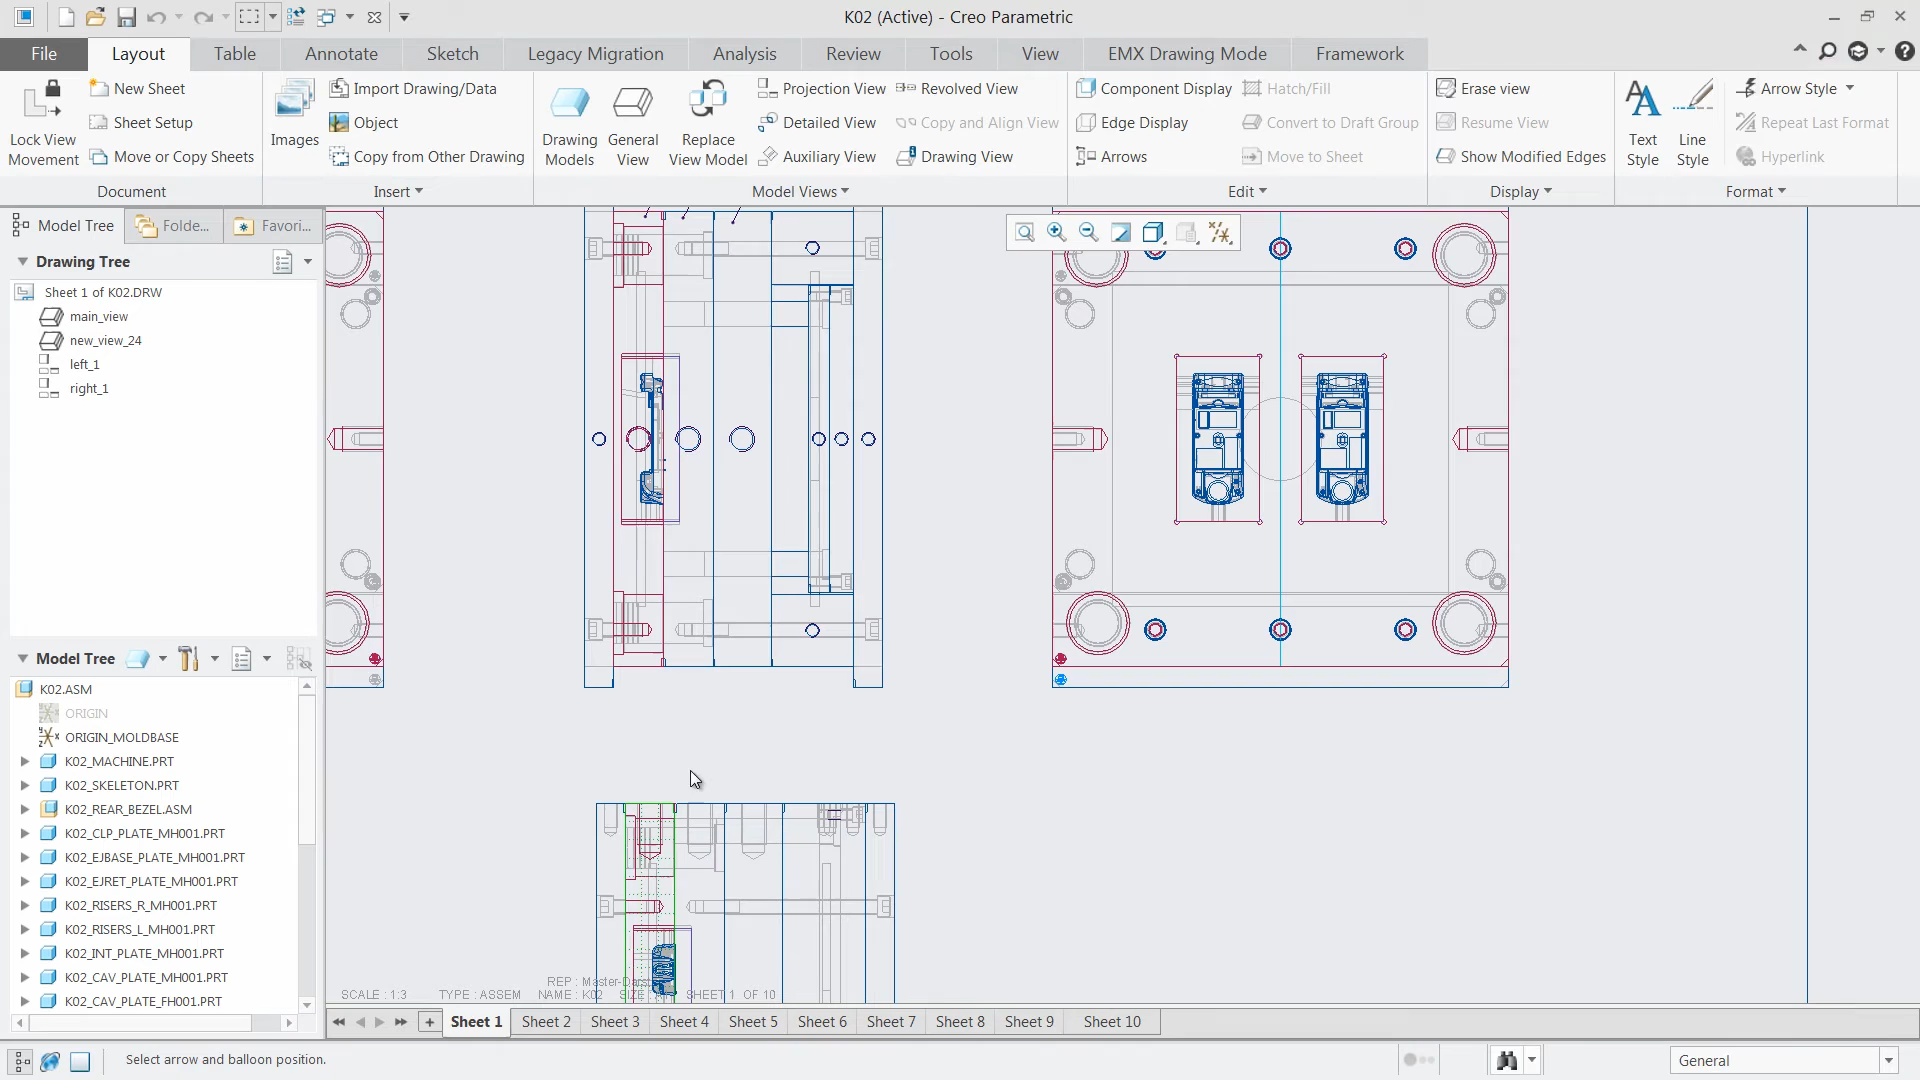 K02 (Active) - Creo Parametric
File
Layout
Table
Annotate
Sketch
Legacy Migration
Analysis
Review
Tools
View
EMX Drawing Mode
Framework
Lock View
Movement
New Sheet
Sheet Setup
Move or Copy Sheets
Document
Images
Import Drawing/Data
Object
Copy from Other Drawing
Insert
Drawing
Models
General
View
Replace
View Model
Projection View
Detailed View
Auxiliary View
Revolved View
Copy and Align View
Drawing View
Model Views
Component Display
Edge Display
Arrows
Hatch/Fill
Convert to Draft Group
Move to Sheet
Edit
Erase view
Resume View
Show Modified Edges
Display
Text
Style
Line
Style
Arrow Style
Repeat Last Format
Hyperlink
Format
Model Tree
Folde...
Favori...
Drawing Tree
Sheet 1 of K02.DRW
main_view
new_view_24
left_1
right_1
Model Tree
K02.ASM
ORIGIN
ORIGIN_MOLDBASE
K02_MACHINE.PRT
K02_SKELETON.PRT
K02_REAR_BEZEL.ASM
K02_CLP_PLATE_MH001.PRT
K02_EJBASE_PLATE_MH001.PRT
K02_EJRET_PLATE_MH001.PRT
K02_RISERS_R_MH001.PRT
K02_RISERS_L_MH001.PRT
K02_INT_PLATE_MH001.PRT
K02_CAV_PLATE_MH001.PRT
K02_CAV_PLATE_FH001.PRT
SCALE : 1:3 TYPE : ASSEM NAME : K02 SHEET 1 OF 10
Sheet 1
Sheet 2
Sheet 3
Sheet 4
Sheet 5
Sheet 6
Sheet 7
Sheet 8
Sheet 9
Sheet 10
Select arrow and balloon position.
General